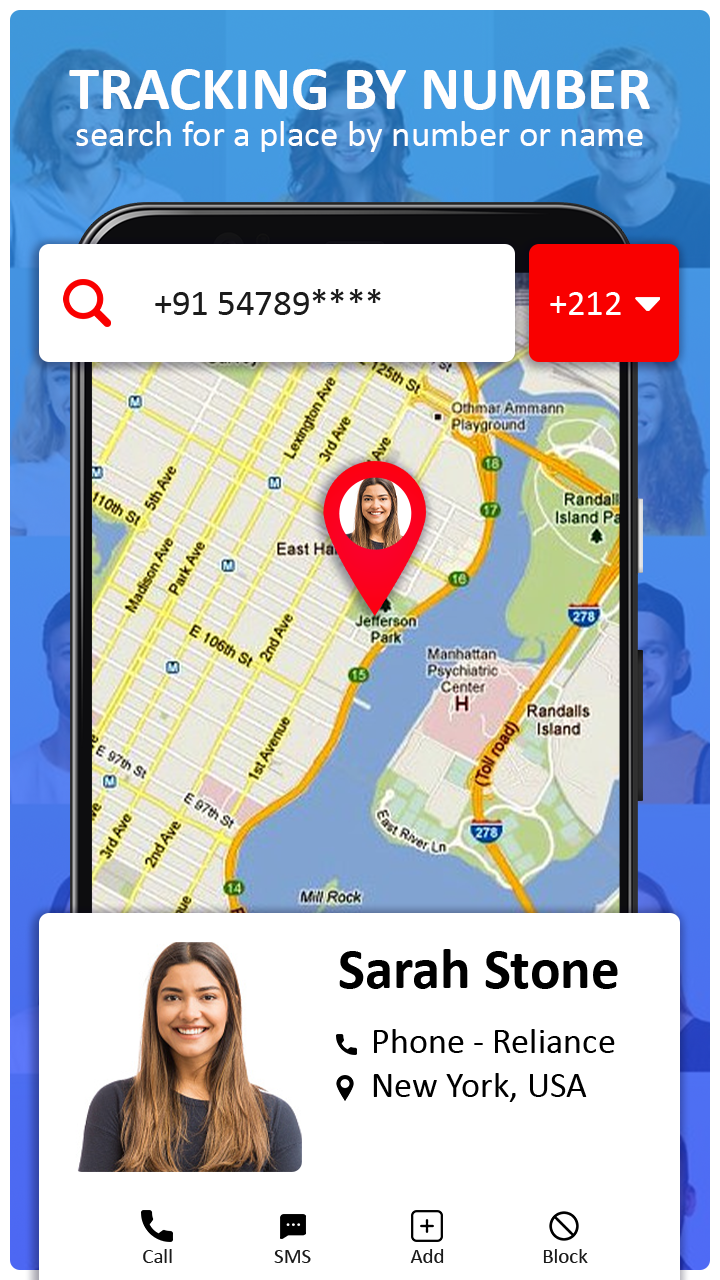 TRACKING BY NUMBER
search for a place by number or name
+91 54789****
+212
125th St
Othmar Ammann
Playground
Lexington Ave
3rd Ave
Ave
M
18
M
5th Ave
M
110th St
17
Randall
Island Pa
East Ha
Madison Ave
Park Ave
M
16
Jefferson
Park
278
E 106th St
2nd Ave
Manhattan
Psychiatric
Center
H
M
15
Randalls
Island
1st Avenue
(Toll road)
E 97th St
M
E 97th St
3rd Ave
2nd Ave
East River Ln
278
14
Mill Rock
Sarah Stone
Phone - Reliance
New York, USA
Call
SMS
Add
Block